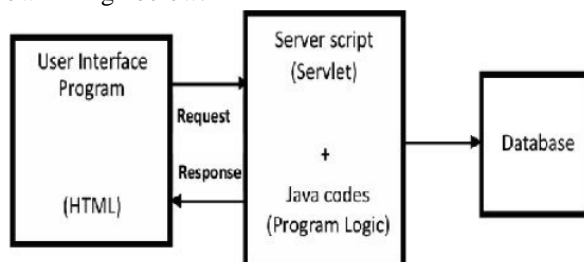 User Interface
Program
(HTML)
Request
Response
Server script
(Servlet)
+
Java codes
(Program Logic)
Database